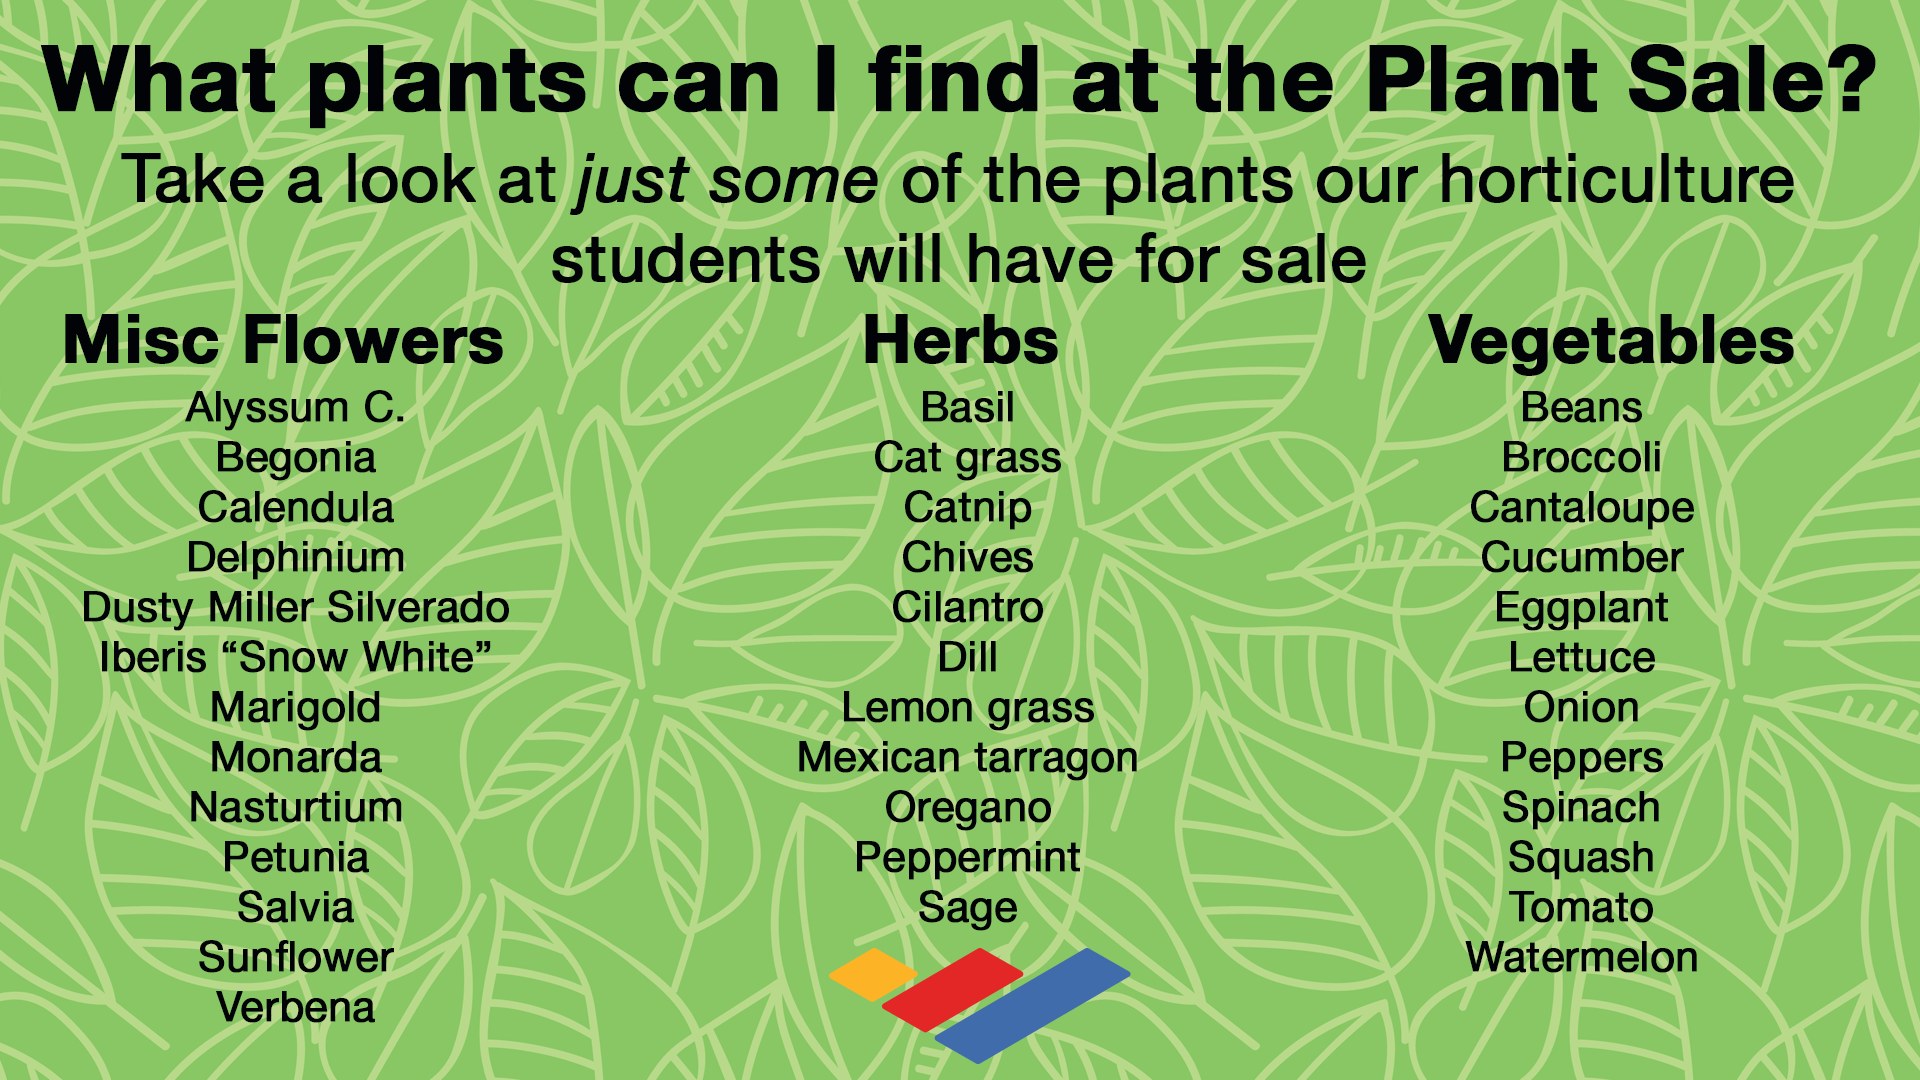 What plants can I find at the Plant Sale?
Take a look at just some of the plants our horticulture
students will have for sale
Misc Flowers
Alyssum C.
Begonia
Calendula
Delphinium
Dusty Miller Silverado
Iberis “Snow White”
Marigold
Monarda
Nasturtium
Petunia
Salvia
Sunflower
Verbena
Herbs
Basil
Cat grass
Catnip
Chives
Cilantro
Dill
Lemon grass
Mexican tarragon
Oregano
Peppermint
Sage
Vegetables
Beans
Broccoli
Cantaloupe
Cucumber
Eggplant
Lettuce
Onion
Peppers
Spinach
Squash
Tomato
Watermelon